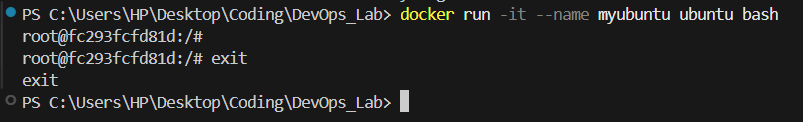 PS C:\Users\HP\Desktop\Coding\DevOps_Lab> docker run -it --name myubuntu ubuntu bash
root@fc293fcfd81d:/#
root@fc293fcfd81d:/# exit
exit
PS C:\Users\HP\Desktop\Coding\DevOps_Lab>